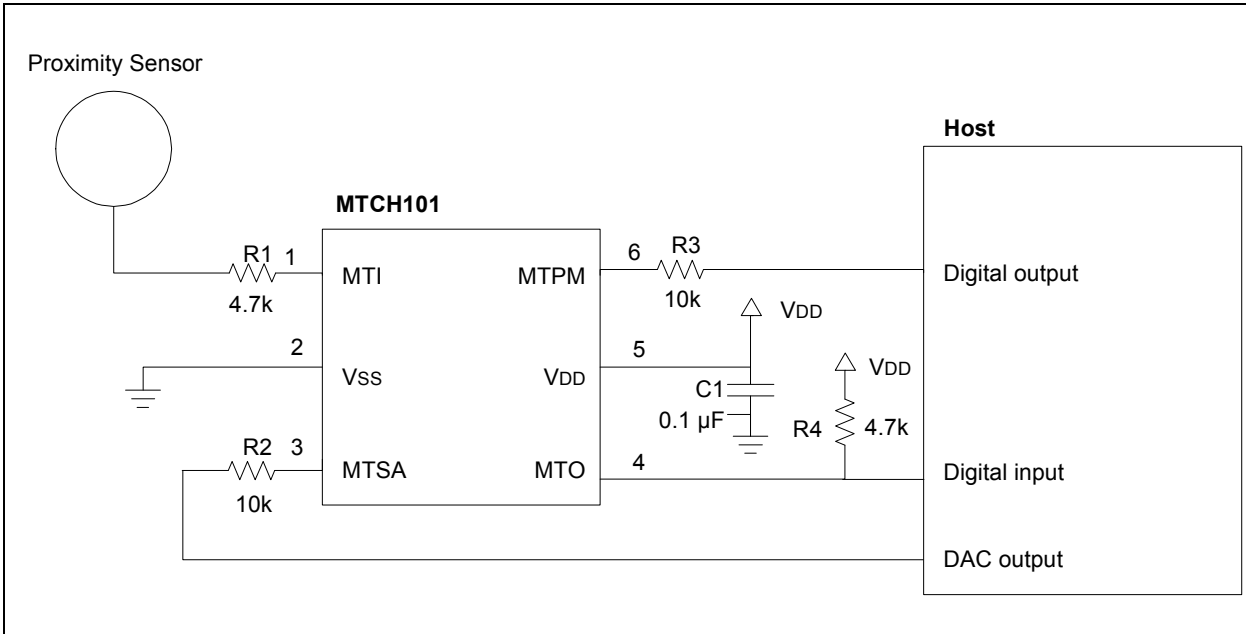 Proximity Sensor
Host
MTCH101
R1
1
4.7k
MTI
MTPM
6
R3
10k
Digital output
VDD
2
VSS
5
VDD
C1
0.1 µF
VDD
R4
4.7k
R2
3
10k
MTSA
MTO
4
Digital input
DAC output